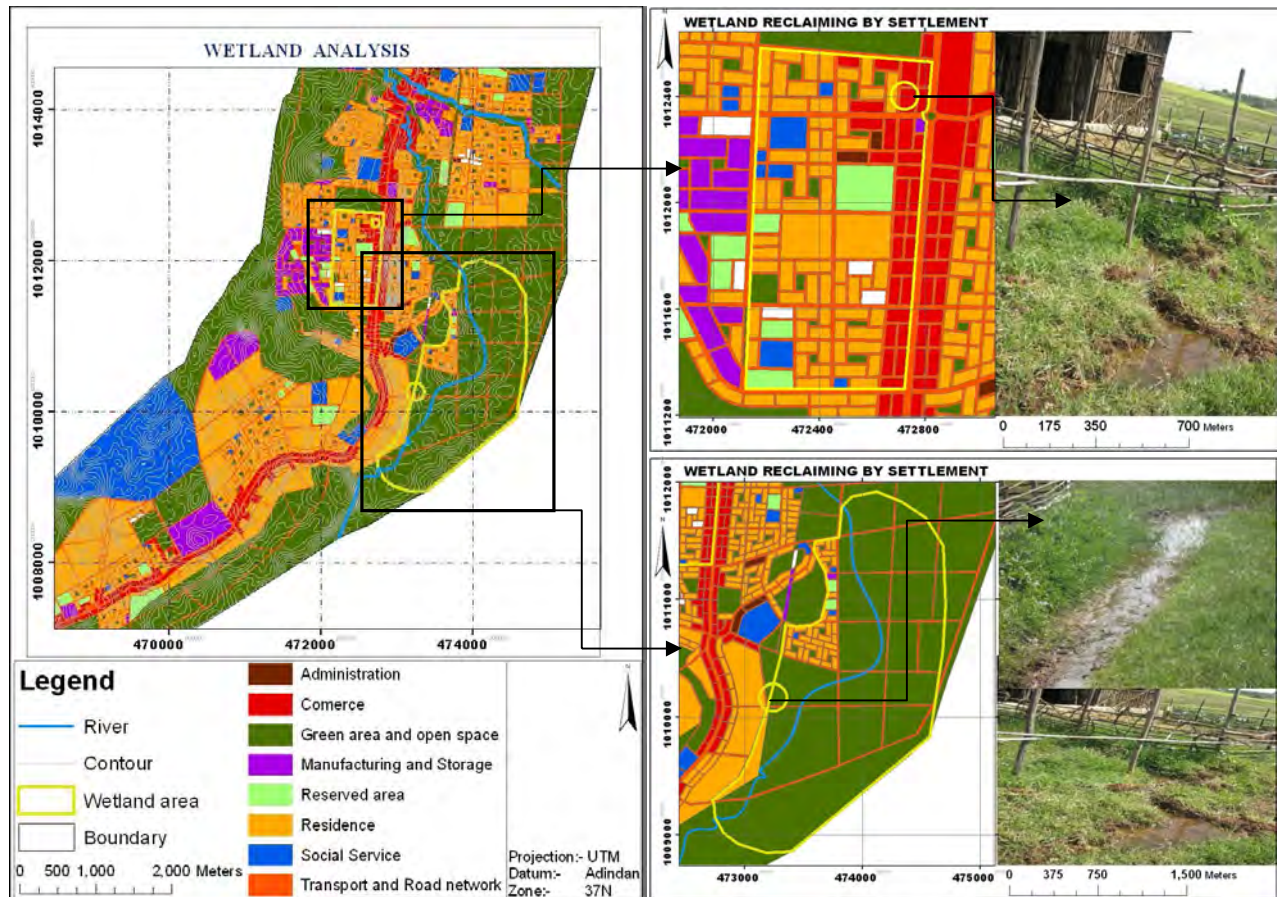 WETLAND ANALYSIS
1014000
1012000
1010000
1008000
470000 472000 474000
Legend
River
Contour
Wetland area
Boundary
0 500 1,000 2,000 Meters
Administration
Comerce
Green area and open space
Manufacturing and Storage
Reserved area
Residence
Social Service
Transport and Road network
N
Projection:- UTM
Datum:- Adindan
Zone:- 37N
WETLAND RECLAIMING BY SETTLEMENT
N
1012400
1012000
1011600
1011200
472000 472400 472800
0 175 350 700 Meters
WETLAND RECLAIMING BY SETTLEMENT
N
1012000
1011000
1010000
1009000
473000 474000 475000
0 375 750 1,500 Meters